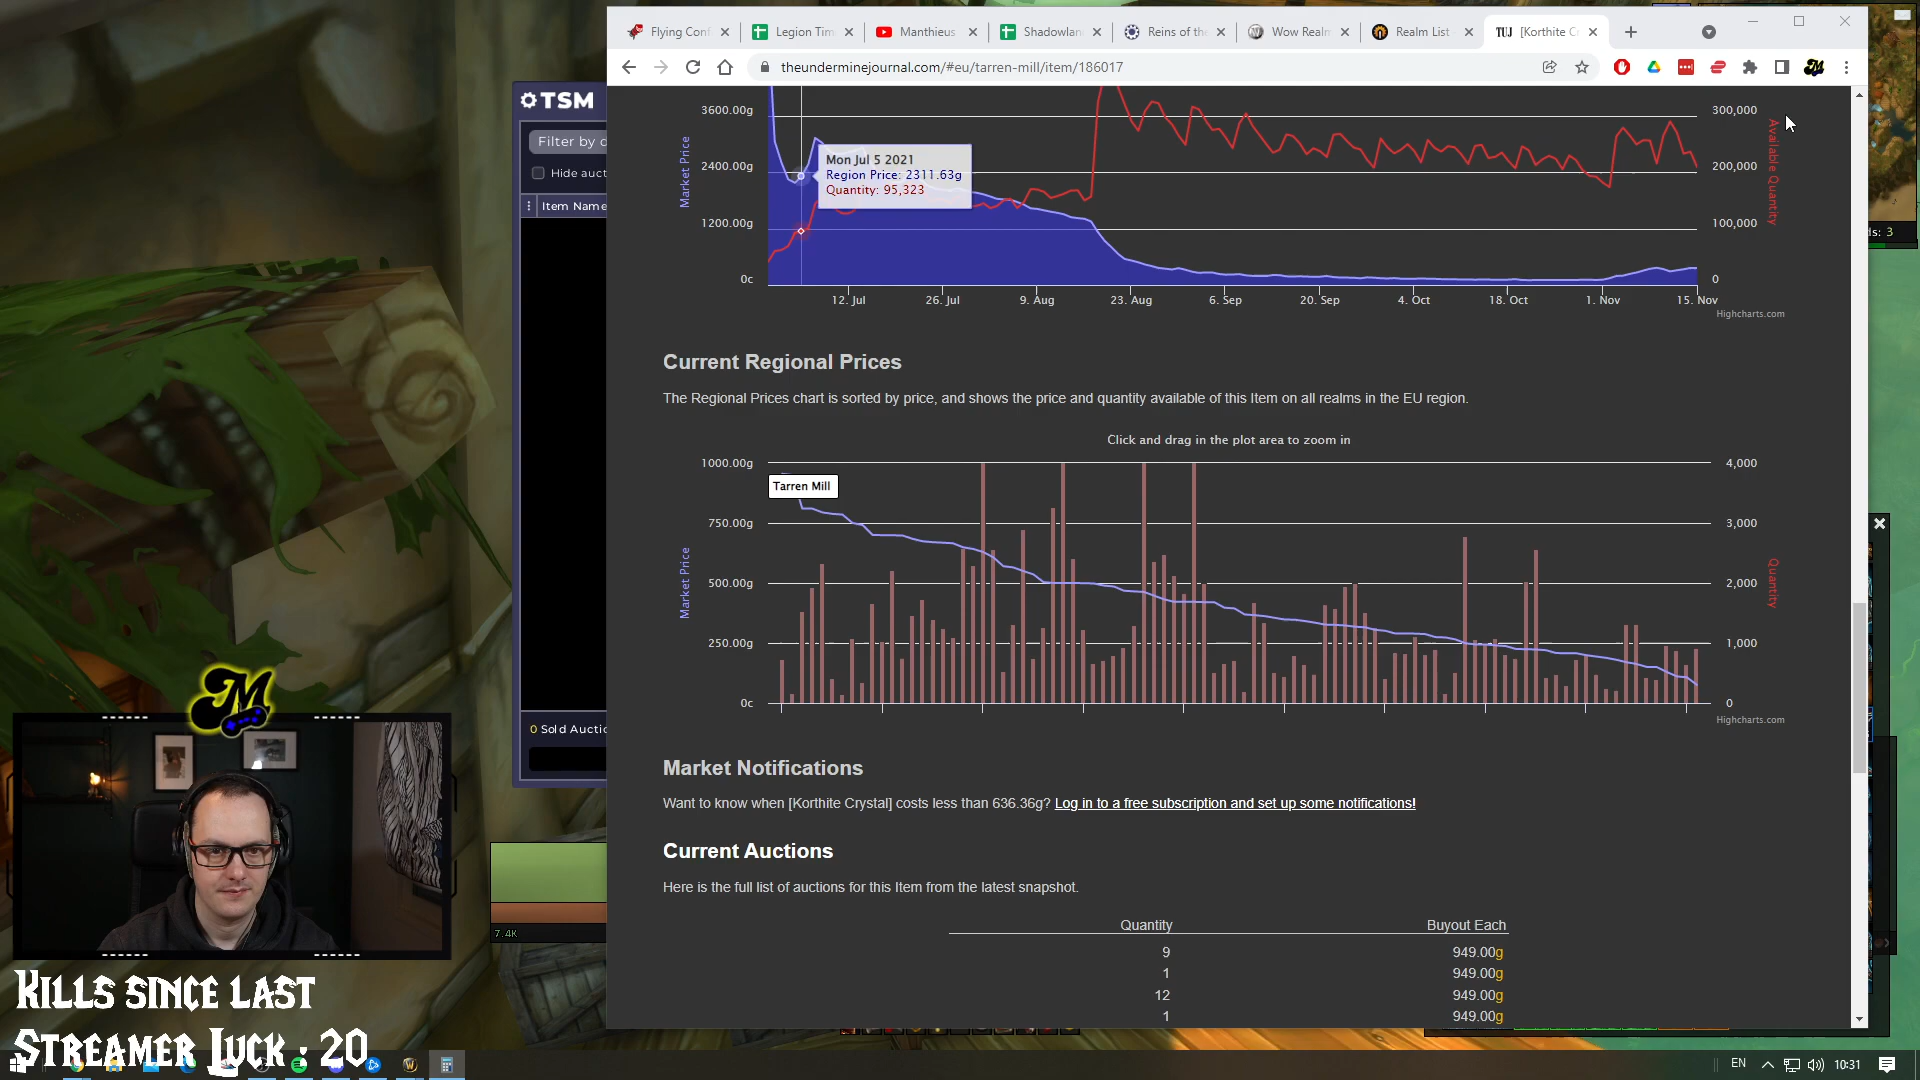 Flying Conf
Legion Tim
Manthieus
Shadowlan
Reins of the
Wow Realm
Realm List
TUJ [Korthite C
theunderminejournal.com/#eu/tarren-mill/item/186017
TSM
Filter by
Hide auct
Item Name
0 Sold Auctio
7.4K
3600.00g
2400.00g
1200.00g
0c
Market Price
300,000
200,000
100,000
0
Available Quantity
Mon Jul 5 2021
Region Price: 2311.63g
Quantity: 95,323
12. Jul 26. Jul 9. Aug 23. Aug 6. Sep 20. Sep 4. Oct 18. Oct 1. Nov 15. Nov
Highcharts.com
Current Regional Prices
The Regional Prices chart is sorted by price, and shows the price and quantity available of this Item on all realms in the EU region.
Click and drag in the plot area to zoom in
1000.00g
750.00g
500.00g
250.00g
0c
Market Price
4,000
3,000
2,000
1,000
0
Quantity
Tarren Mill
Highcharts.com
Market Notifications
Want to know when [Korthite Crystal] costs less than 636.36g? Log in to a free subscription and set up some notifications!
Current Auctions
Here is the full list of auctions for this Item from the latest snapshot.
Quantity Buyout Each
9 949.00g
1 949.00g
12 949.00g
1 949.00g
M
Kills since last
Streamer Luck : 20
ls: 3
EN 10:31